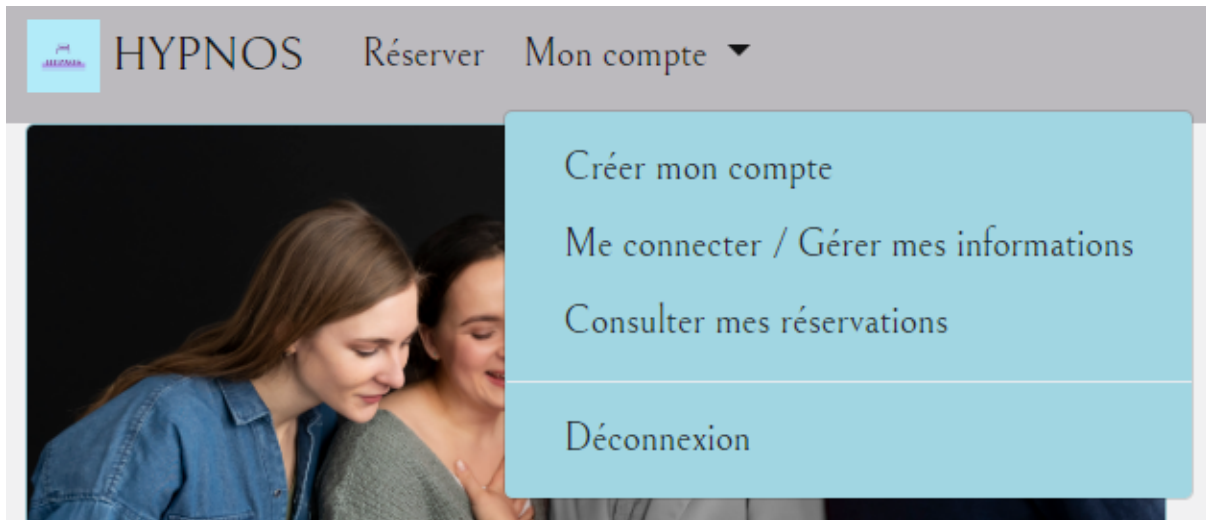 HYPNOS Réserver Mon compte
Créer mon compte
Me connecter / Gérer mes informations
Consulter mes réservations
Déconnexion